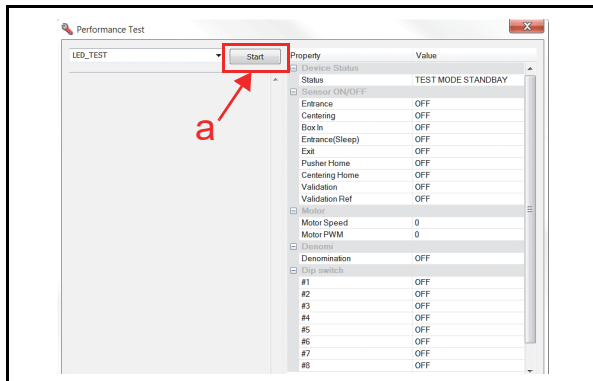 Performance Test
LED_TEST Start Property Value
Device Status
Status TEST MODE STANDBAY
Sensor ON/OFF
Entrance OFF
Centering OFF
Box In OFF
Entrance(Sleep) OFF
Exit OFF
Pusher Home OFF
Centering Home OFF
Validation OFF
Validation Ref OFF
Motor
Motor Speed 0
Motor PWM 0
Denomi
Denomination OFF
Dip switch
#1 OFF
#2 OFF
#3 OFF
#4 OFF
#5 OFF
#6 OFF
#7 OFF
#8 OFF
a